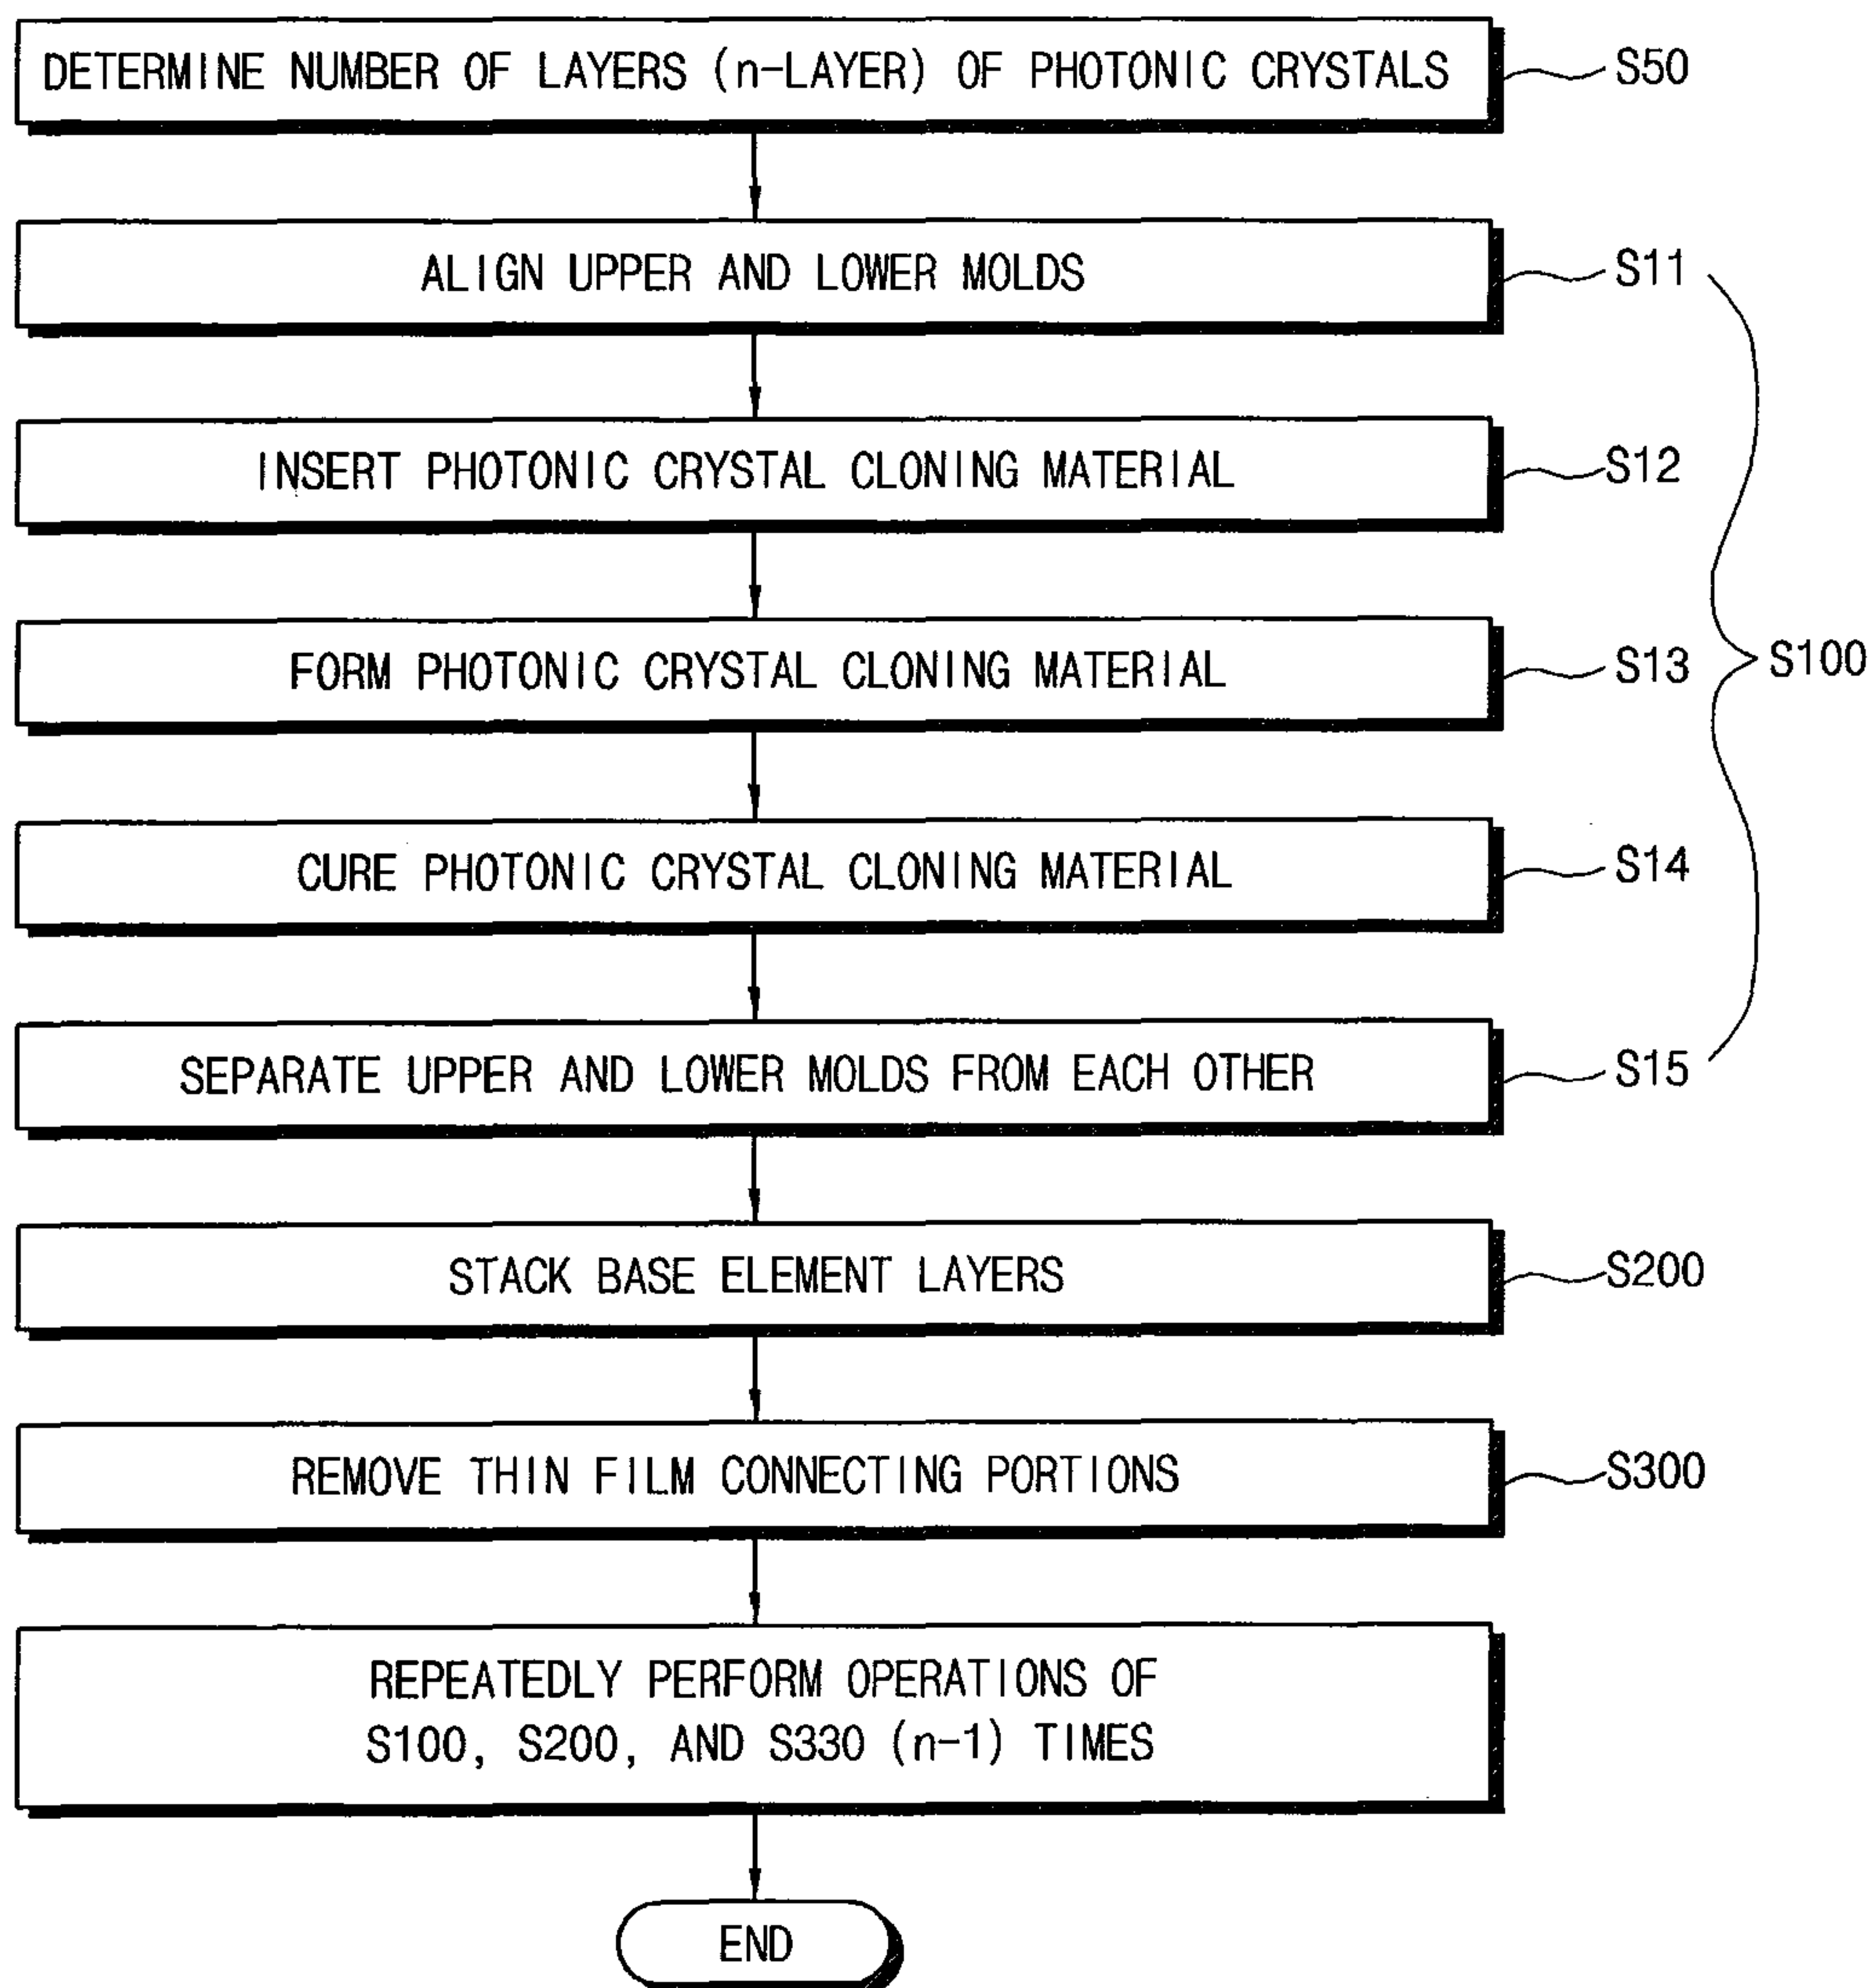 DETERMINE NUMBER OF LAYERS (n-LAYER) OF PHOTONIC CRYSTALS
S50
ALIGN UPPER AND LOWER MOLDS
S11
INSERT PHOTONIC CRYSTAL CLONING MATERIAL
S12
FORM PHOTONIC CRYSTAL CLONING MATERIAL
S13
S100
CURE PHOTONIC CRYSTAL CLONING MATERIAL
S14
SEPARATE UPPER AND LOWER MOLDS FROM EACH OTHER
S15
STACK BASE ELEMENT LAYERS
S200
REMOVE THIN FILM CONNECTING PORTIONS
S300
REPEATEDLY PERFORM OPERATIONS OF
S100, S200, AND S330 (n-1) TIMES
END